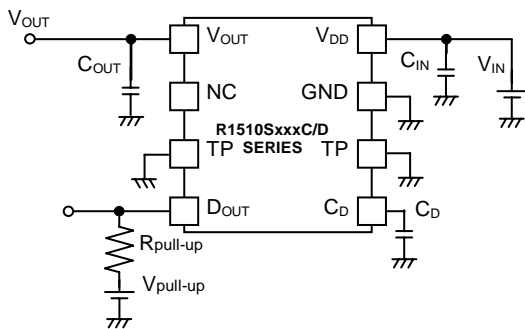 VOUT
VOUT
VDD
COUT
CIN
VIN
NC
GND
R1510SxxxC/D
SERIES
TP
TP
DOUT
CD
CD
Rpull-up
Vpull-up